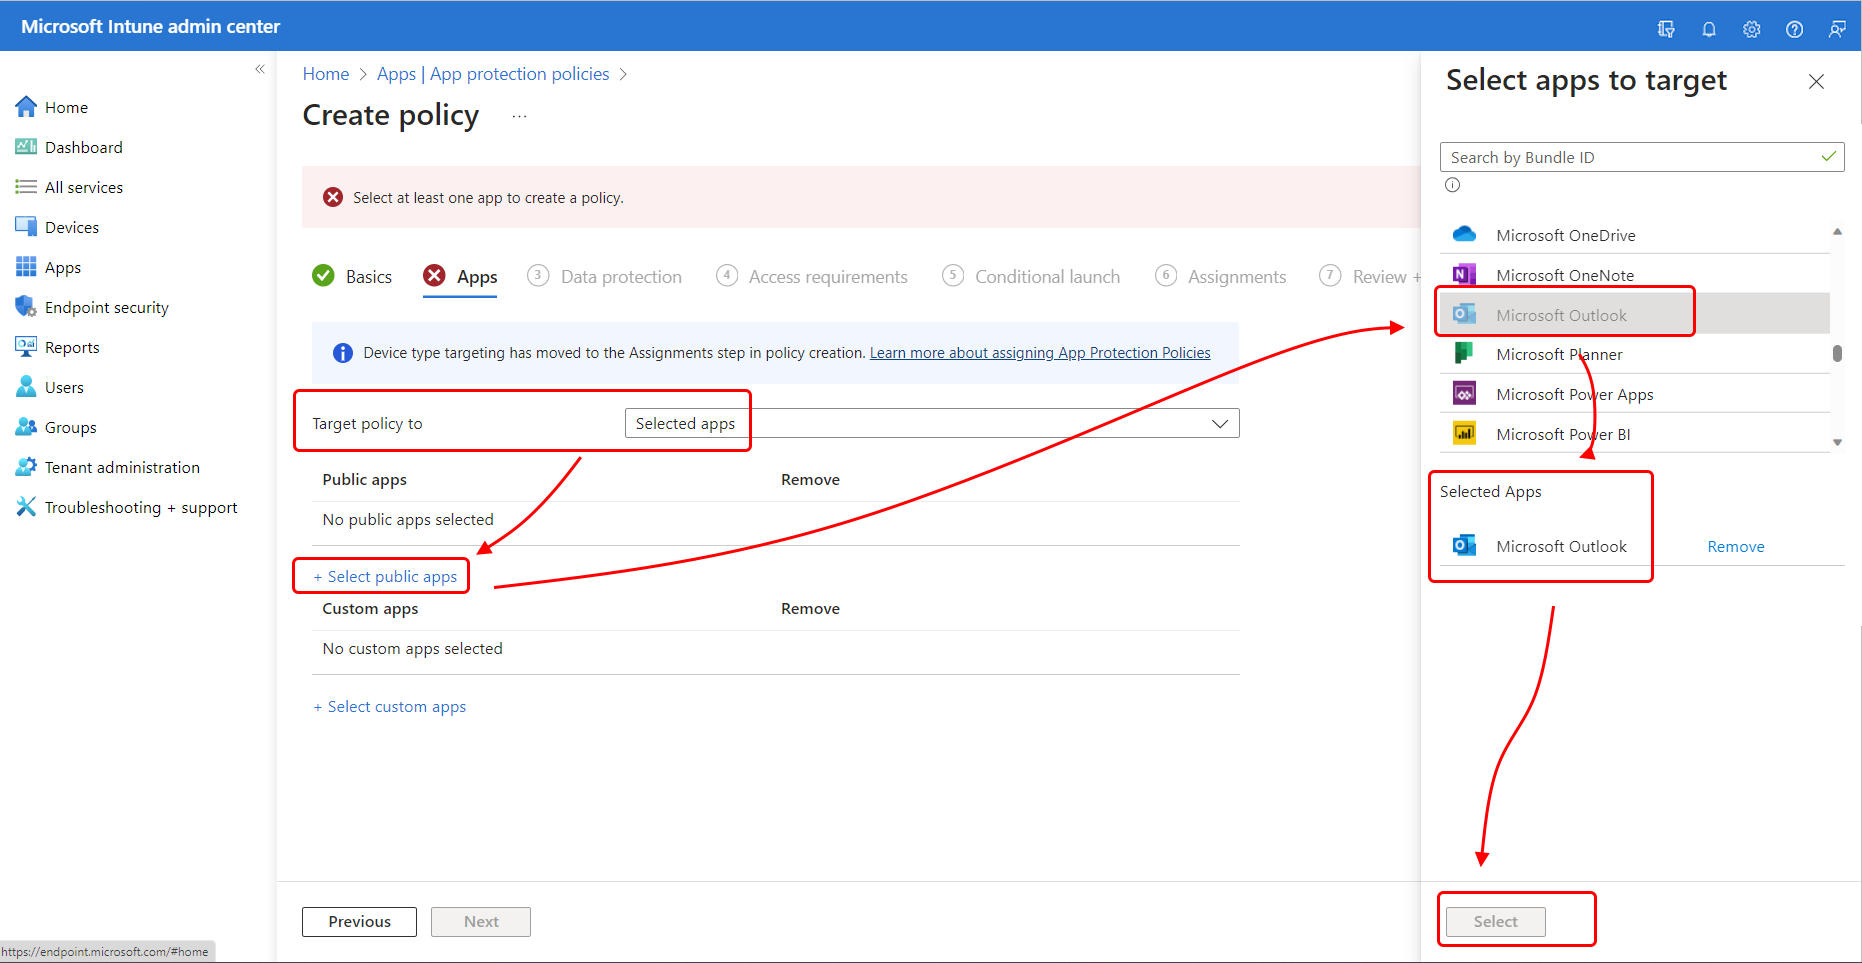 Microsoft Intune admin center
Home
Dashboard
All services
Devices
Apps
Endpoint security
Reports
Users
Groups
Tenant administration
Troubleshooting + support
https://endpoint.microsoft.com/#home
Home > Apps | App protection policies >
Create policy ...
Select at least one app to create a policy.
Basics Apps 3 Data protection 4 Access requirements 5 Conditional launch 6 Assignments 7 Review +
Device type targeting has moved to the Assignments step in policy creation. Learn more about assigning App Protection Policies
Target policy to Selected apps
Public apps Remove
No public apps selected
+ Select public apps
Custom apps Remove
No custom apps selected
+ Select custom apps
Previous Next
Select apps to target
Search by Bundle ID
Microsoft OneDrive
Microsoft OneNote
Microsoft Outlook
Microsoft Planner
Microsoft Power Apps
Microsoft Power BI
Selected Apps
Microsoft Outlook Remove
Select